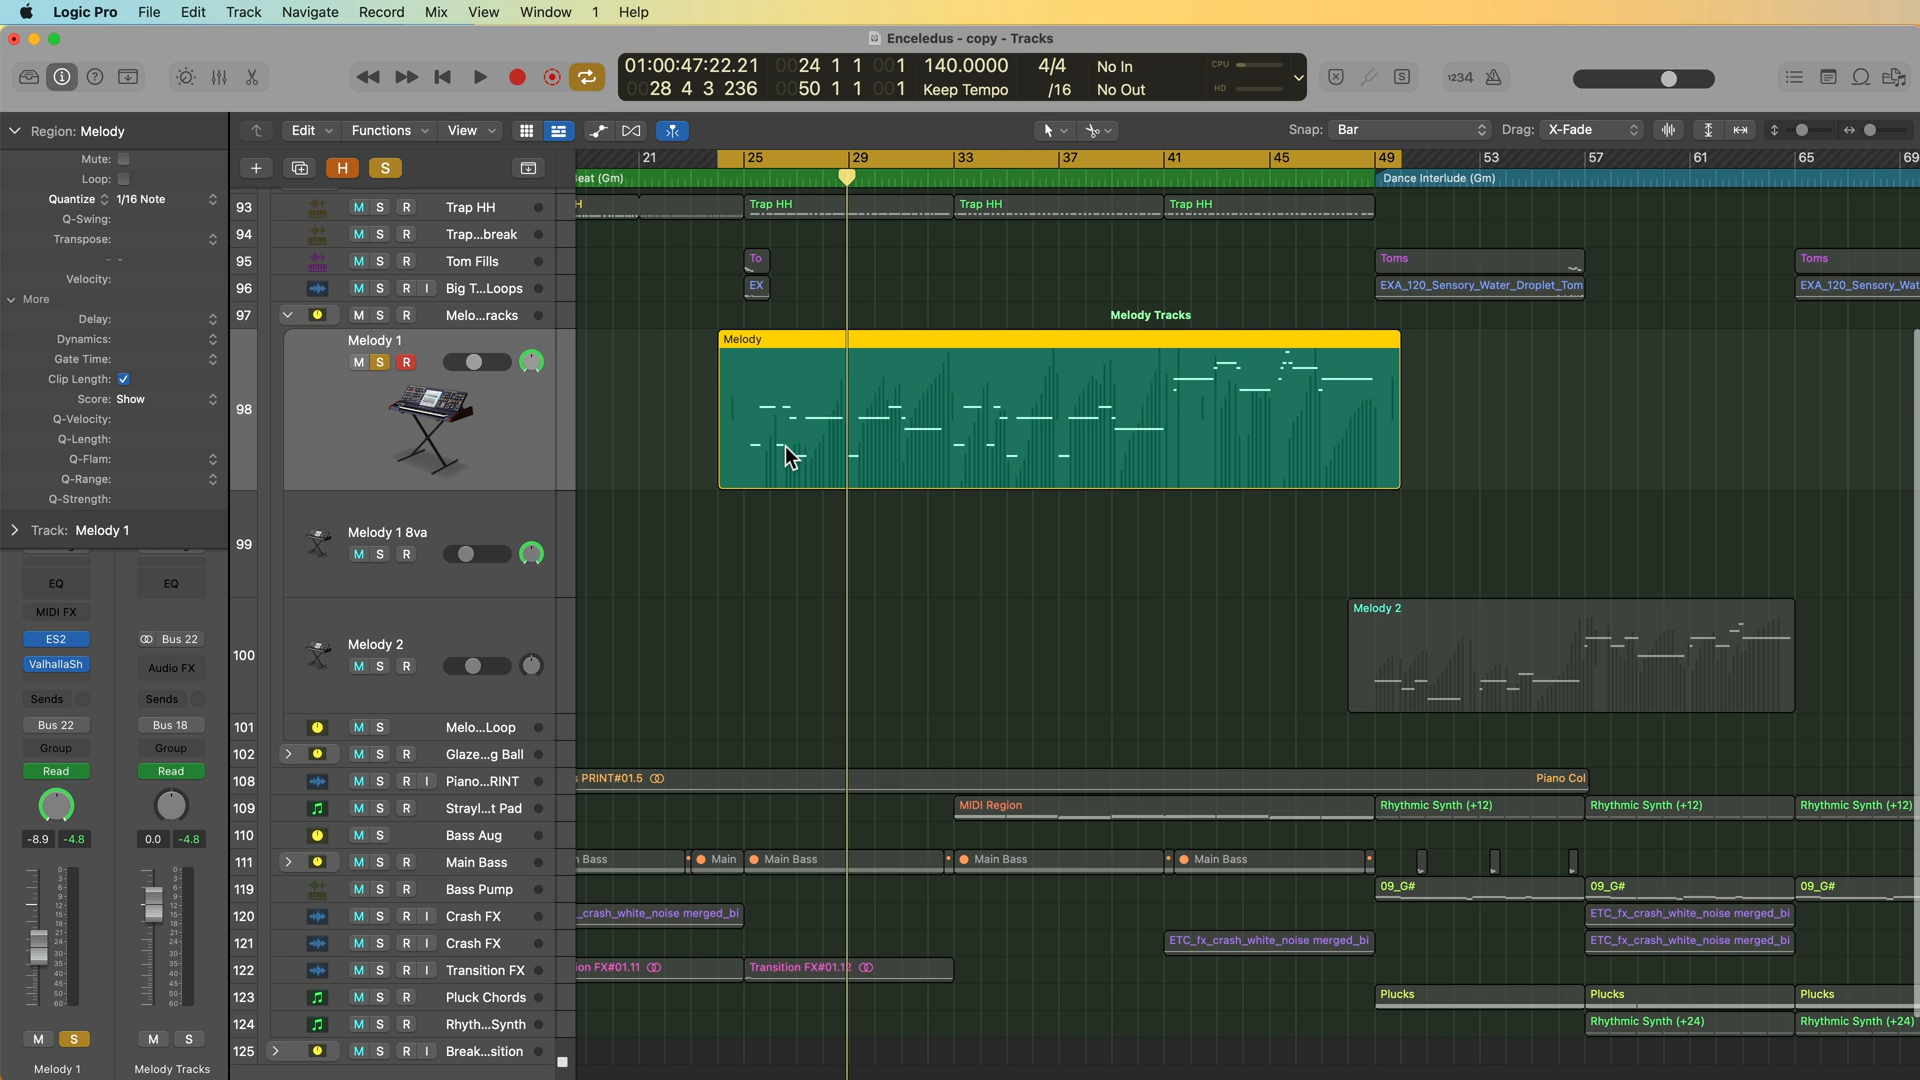 Logic Pro File Edit Track Navigate Record Mix View Window 1 Help
Enceledus - copy - Tracks
01:00:47:22.21 0024 1 1 001 140.0000 4/4 No In CPU
0028 4 3 236 0050 1 1 001 Keep Tempo /16 No Out HD
1234
Region: Melody
Edit Functions View Snap: Bar Drag: X-Fade
Mute:
Loop:
Quantize 1/16 Note
Q-Swing:
Transpose:
Velocity:
More
Delay:
Dynamics:
Gate Time:
Clip Length:
Score: Show
Q-Velocity:
Q-Length:
Q-Flam:
Q-Range:
Q-Strength:
Track: Melody 1
EQ EQ
MIDI FX
ES2 Bus 22
ValhallaSh Audio FX
Sends Sends
Bus 22 Bus 18
Group Group
Read Read
-8.9 -4.8 0.0 -4.8
M S M S
Melody 1 Melody Tracks
H S
21 25 29 33 37 41 45 49 53 57 61 65 69
eat (Gm) Dance Interlude (Gm)
93 M S R Trap HH H Trap HH Trap HH Trap HH
94 M S R Trap...break
95 M S R Tom Fills To Toms Toms
96 M S R I Big T...Loops EX EXA_120_Sensory_Water_Droplet_Tom EXA_120_Sensory_Wat
97 M S R Melo...racks Melody Tracks
98 Melody 1 M S R Melody
99 Melody 1 8va M S R
100 Melody 2 M S R Melody 2
101 M S Melo...Loop
102 M S R Glaze...g Ball
108 M S R I Piano...RINT PRINT#01.5 Piano Col
109 M S R Strayl...t Pad MIDI Region Rhythmic Synth (+12) Rhythmic Synth (+12) Rhythmic Synth (+12)
110 M S Bass Aug
111 M S R Main Bass n Bass Main Main Bass Main Bass Main Bass
119 M S R Bass Pump 09_G# 09_G# 09_G#
120 M S R I Crash FX _crash_white_noise merged_bi ETC_fx_crash_white_noise merged_bi
121 M S R I Crash FX ETC_fx_crash_white_noise merged_bi ETC_fx_crash_white_noise merged_bi
122 M S R I Transition FX ion FX#01.11 Transition FX#01.12
123 M S R Pluck Chords Plucks Plucks Plucks
124 M S R Rhyth...Synth Rhythmic Synth (+24) Rhythmic Synth (+24)
125 M S R I Break...sition